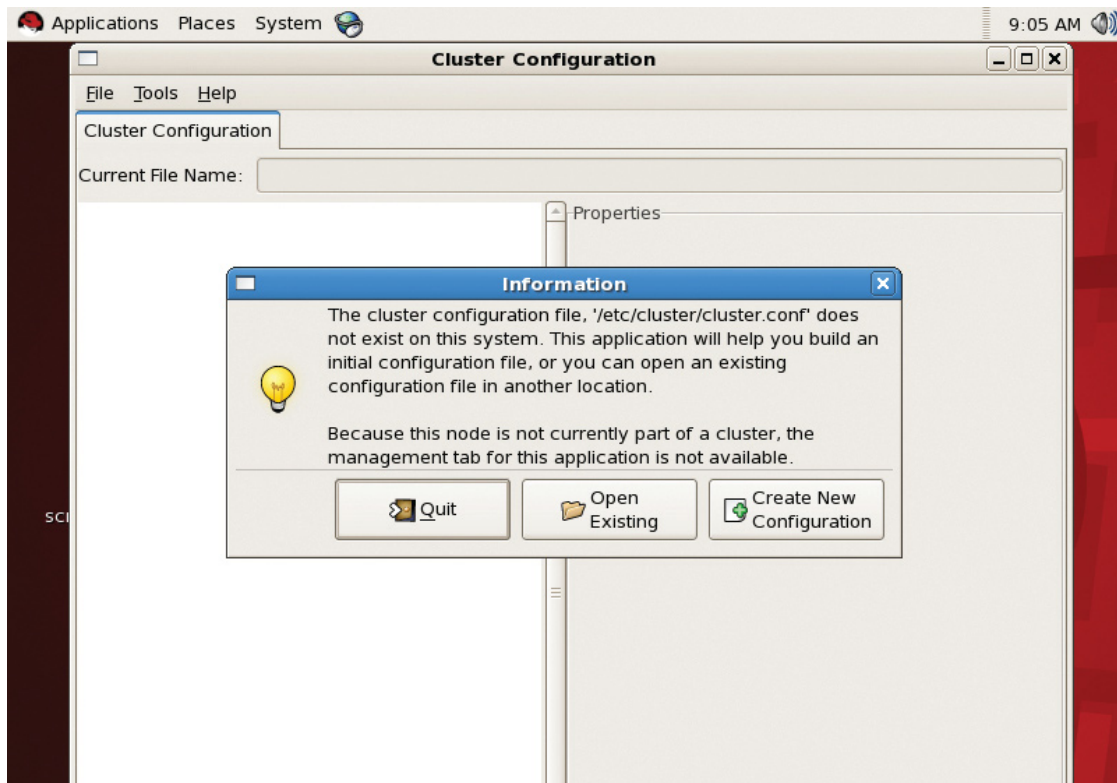 Applications Places System
9:05 AM
Cluster Configuration
File Tools Help
Cluster Configuration
Current File Name:
Properties
Information
The cluster configuration file, '/etc/cluster/cluster.conf' does
not exist on this system. This application will help you build an
initial configuration file, or you can open an existing
configuration file in another location.
Because this node is not currently part of a cluster, the
management tab for this application is not available.
Quit
Open
Existing
Create New
Configuration
SCI